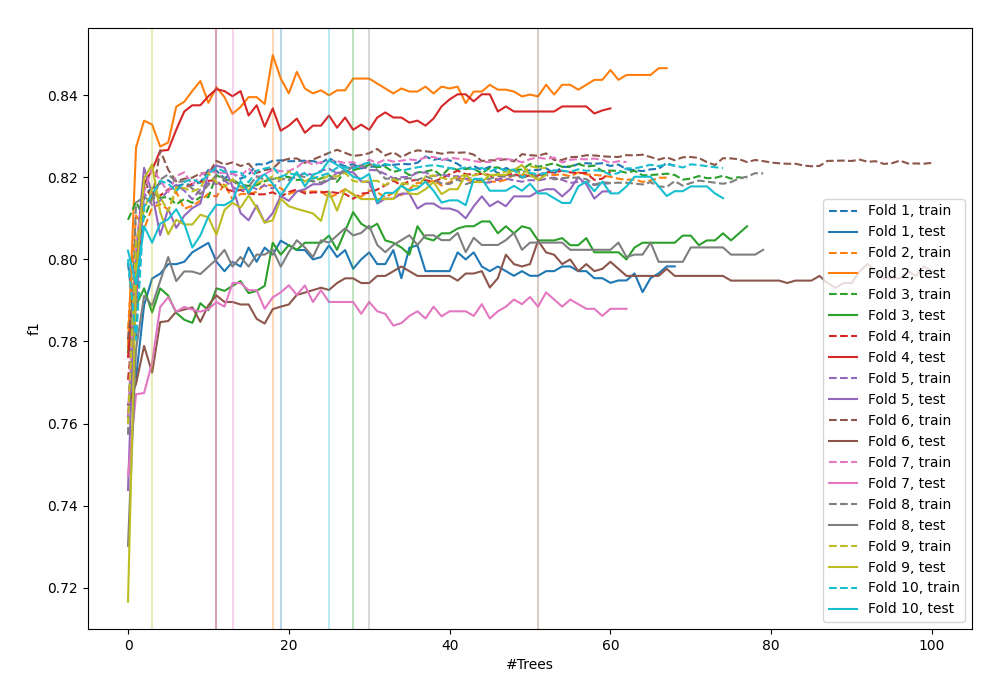 0.84
0.82
0.80
0.78
0.76
0.74
0.72
f1
0 20 40 60 80 100
#Trees
Fold 1, train
Fold 1, test
Fold 2, train
Fold 2, test
Fold 3, train
Fold 3, test
Fold 4, train
Fold 4, test
Fold 5, train
Fold 5, test
Fold 6, train
Fold 6, test
Fold 7, train
Fold 7, test
Fold 8, train
Fold 8, test
Fold 9, train
Fold 9, test
Fold 10, train
Fold 10, test